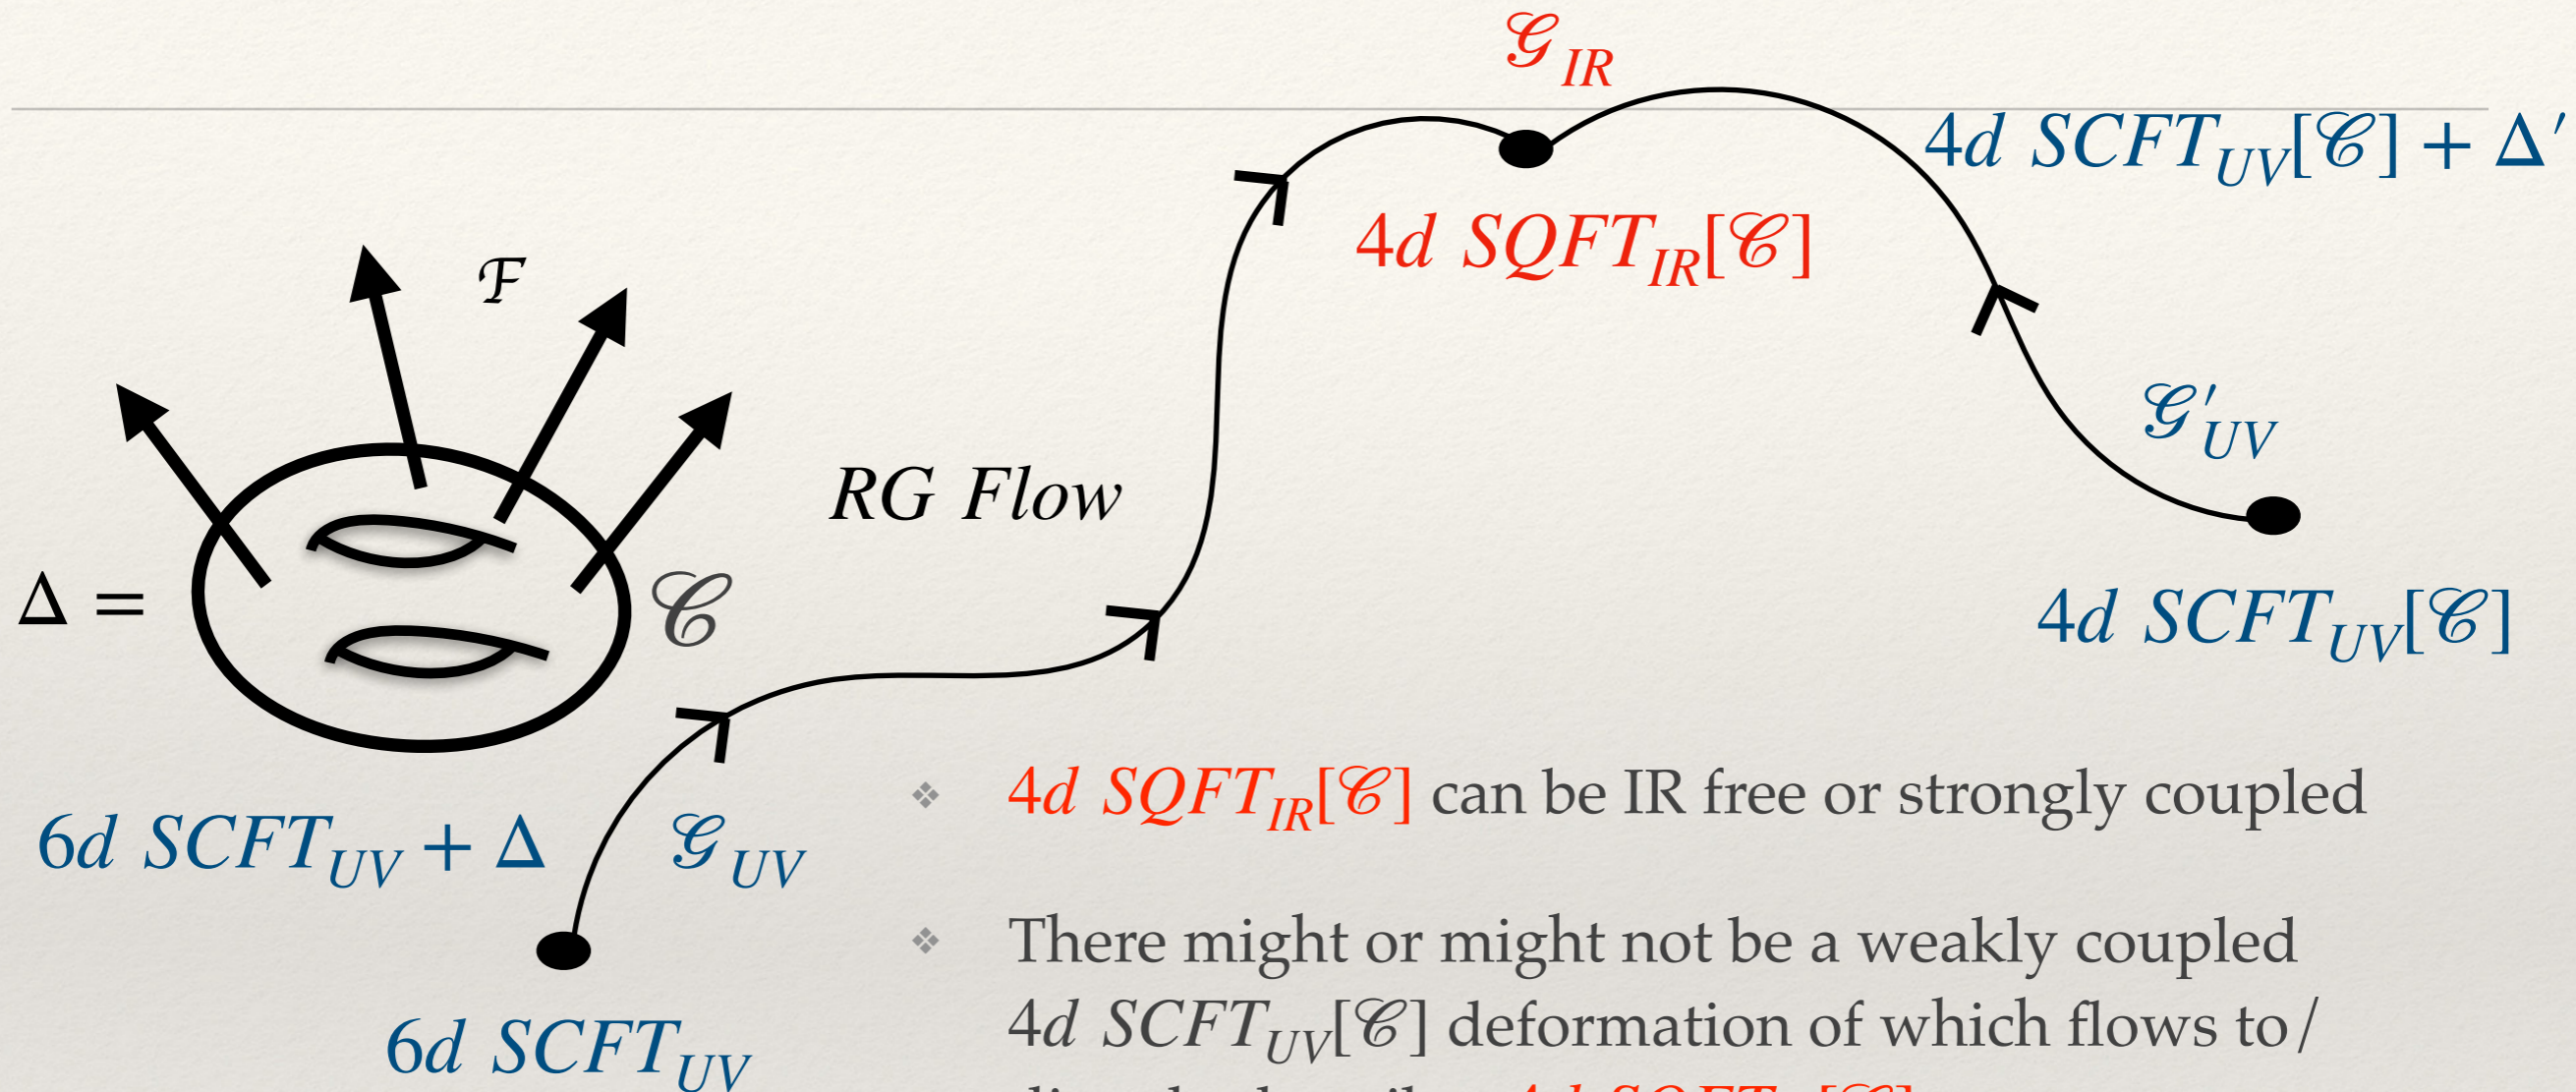 𝒢_IR
4d SCFT_UV[𝒞] + Δ′
4d SQFT_IR[𝒞]
ℱ
𝒢′_UV
RG Flow
Δ =
𝒞
4d SCFT_UV[𝒞]
6d SCFT_UV + Δ
𝒢_UV
6d SCFT_UV
❖ 4d SQFT_IR[𝒞] can be IR free or strongly coupled
❖ There might or might not be a weakly coupled
4d SCFT_UV[𝒞] deformation of which flows to/